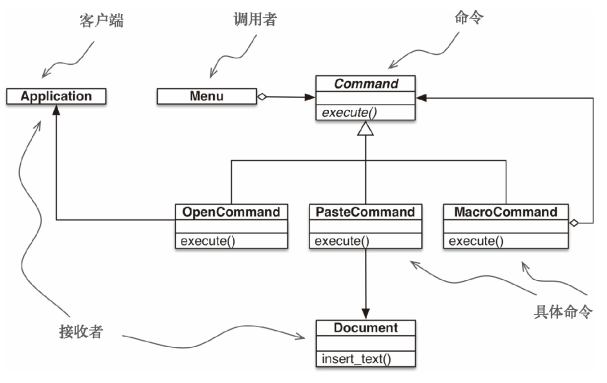 客户端
调用者
命令
Application
Menu
Command
execute()
OpenCommand
execute()
PasteCommand
execute()
MacroCommand
execute()
具体命令
接收者
Document
insert_text()